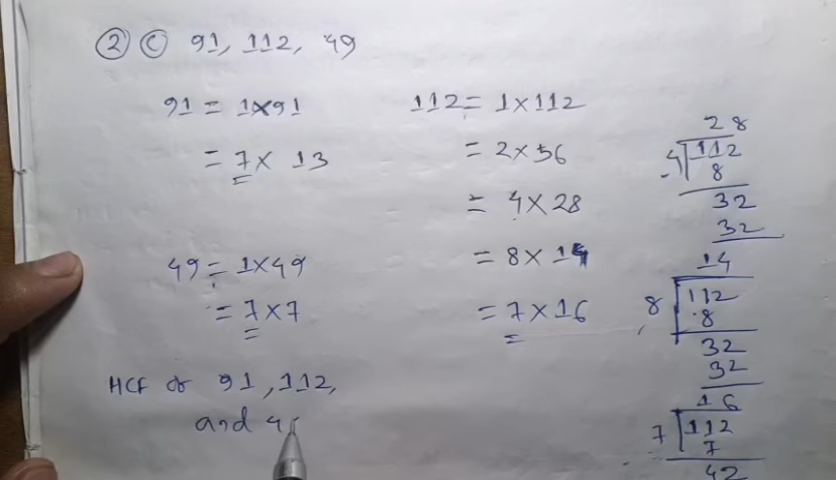 ② ⓒ 91, 112, 49
91 = 1×91
= 7 × 13
49 = 1×49
= 7×7
112 = 1×112
= 2×56
= 4×28
= 8×14
= 7×16
HCF of 91, 112,
and 4
28
4 112
8
32
32
14
8 112
8
32
32
16
7 112
7
42